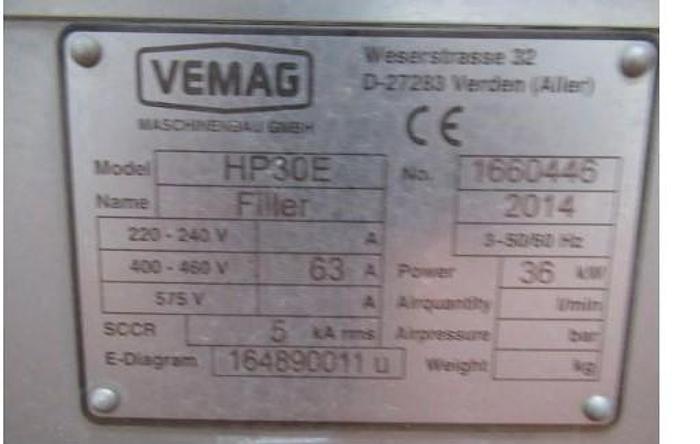 VEMAG
MASCHINENBAU GMBH
Weserstrasse 32
D-27283 Verden (Aller)
CE
Model HP30E No. 1660446
Name Filler 2014
220 - 240 V A 3~50/60 Hz
400 - 460 V 63 A Power 36 kW
575 V A Airquantity l/min
SCCR 5 kA rms Airpressure bar
E-Diagram 164890011 u Weight kg